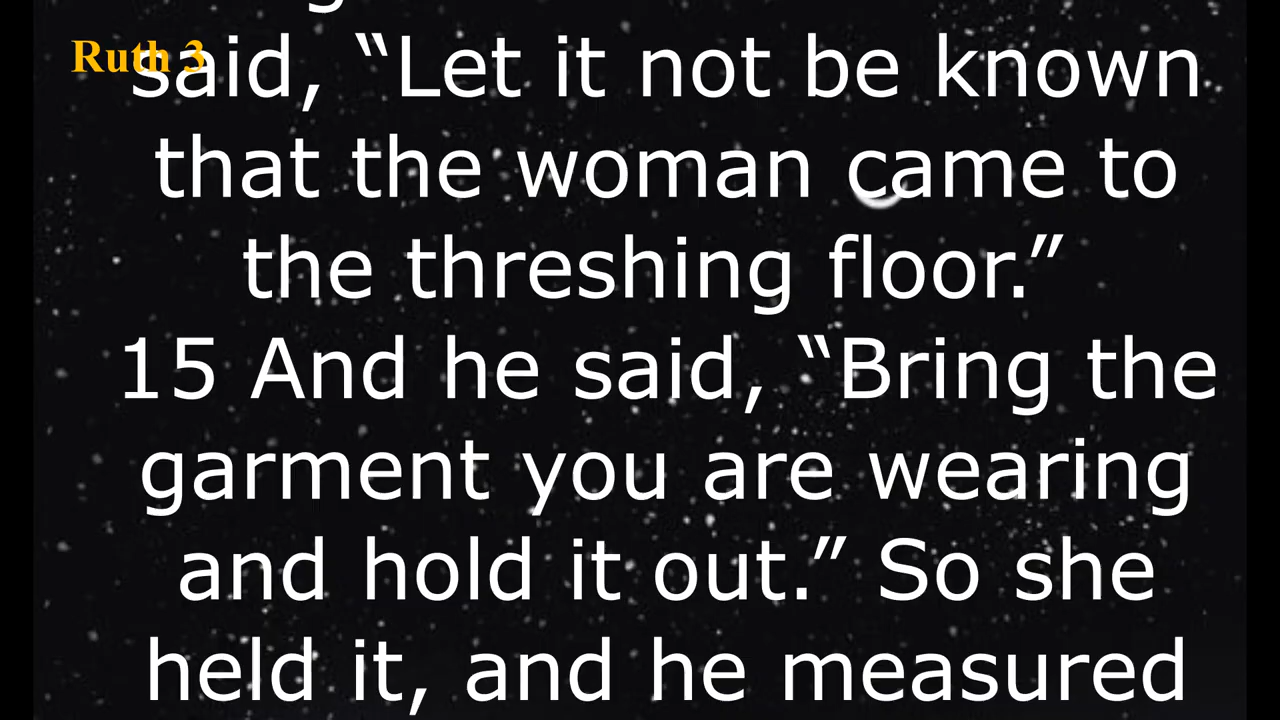 Ruth 3
said, “Let it not be known
that the woman came to
the threshing floor.”
15 And he said, “Bring the
garment you are wearing
and hold it out.” So she
held it, and he measured